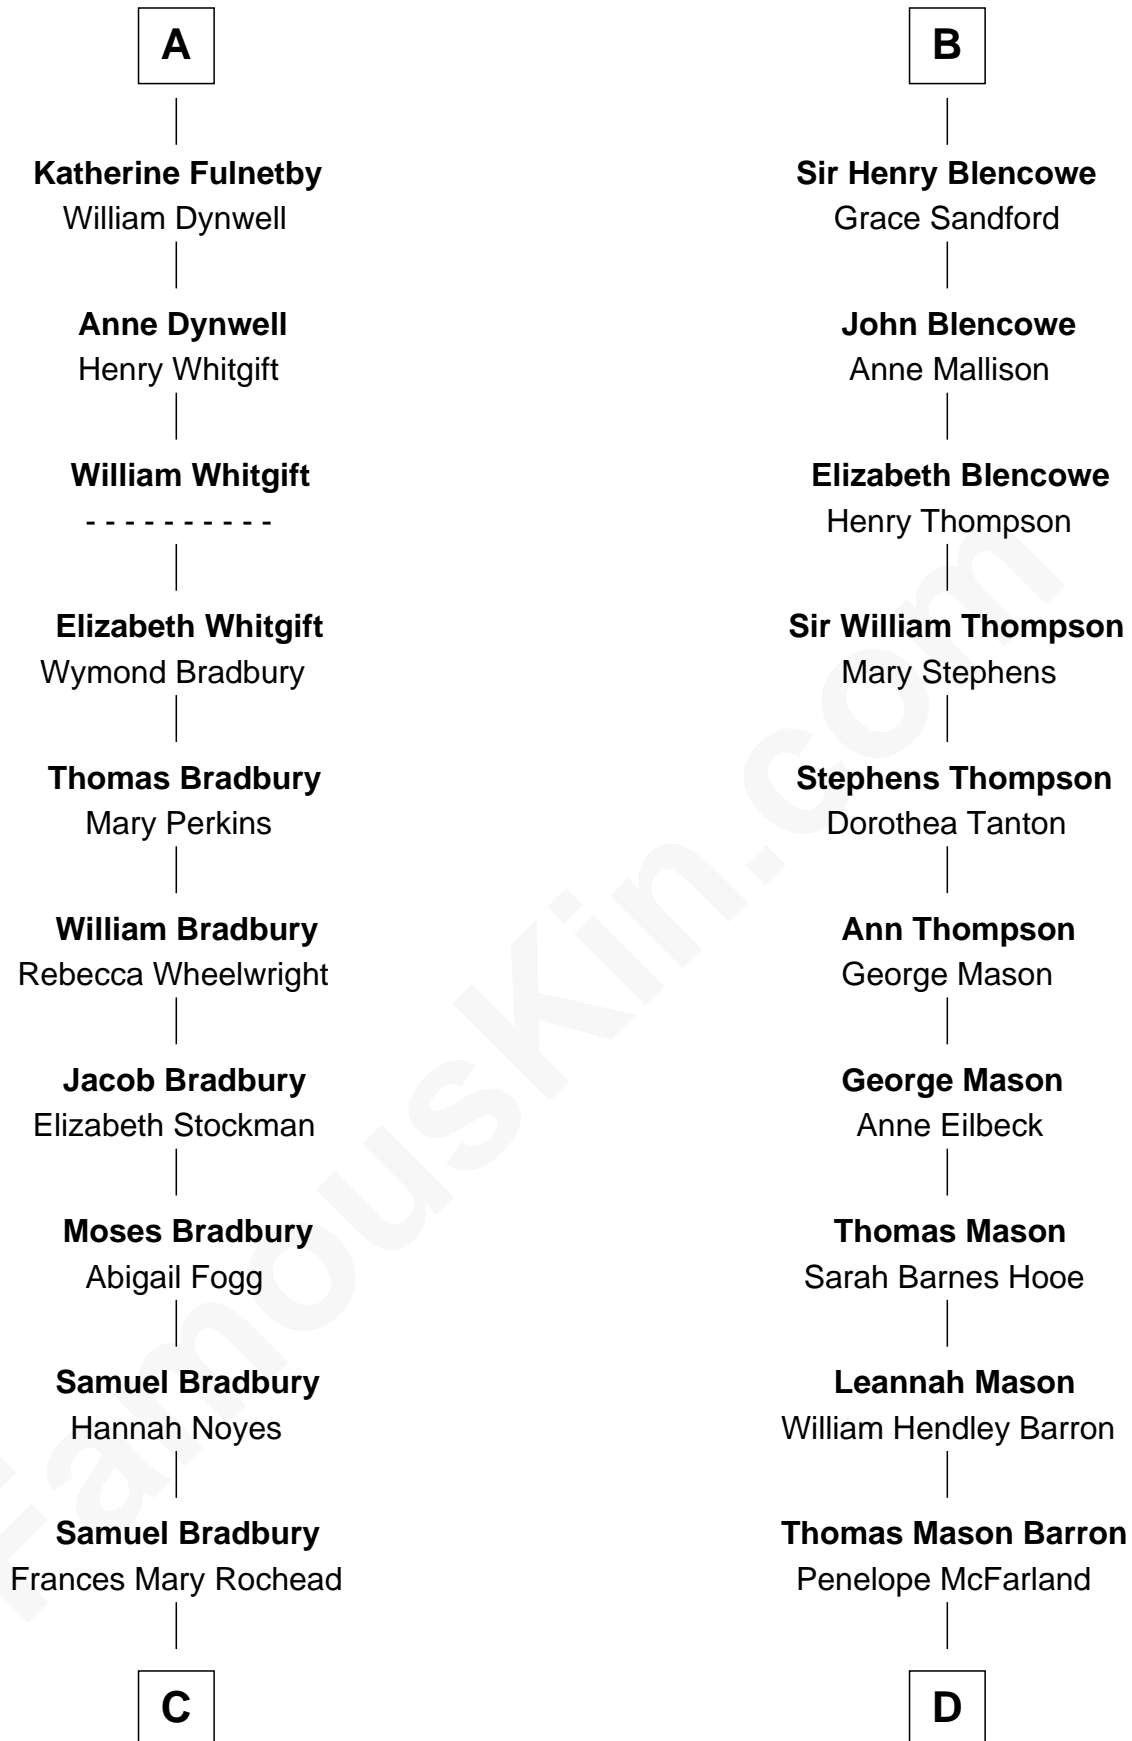 A
Katherine Fulnetby
William Dynwell
Anne Dynwell
Henry Whitgift
William Whitgift
- - - - - - - - - -
Elizabeth Whitgift
Wymond Bradbury
Thomas Bradbury
Mary Perkins
William Bradbury
Rebecca Wheelwright
Jacob Bradbury
Elizabeth Stockman
Moses Bradbury
Abigail Fogg
Samuel Bradbury
Hannah Noyes
Samuel Bradbury
Frances Mary Rochead
C
B
Sir Henry Blencowe
Grace Sandford
John Blencowe
Anne Mallison
Elizabeth Blencowe
Henry Thompson
Sir William Thompson
Mary Stephens
Stephens Thompson
Dorothea Tanton
Ann Thompson
George Mason
George Mason
Anne Eilbeck
Thomas Mason
Sarah Barnes Hooe
Leannah Mason
William Hendley Barron
Thomas Mason Barron
Penelope McFarland
D
FamousKin.com